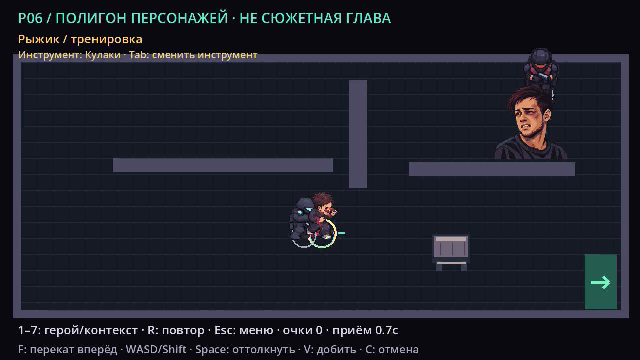 P06 / ПОЛИГОН ПЕРСОНАЖЕЙ · НЕ СЮЖЕТНАЯ ГЛАВА
Рыжик / тренировка
Инструмент: Кулаки · Tab: сменить инструмент
1–7: герой/контекст · R: повтор · Esc: меню · очки 0 · приём 0.7с
F: перекат вперёд · WASD/Shift · Space: оттолкнуть · V: добить · C: отмена